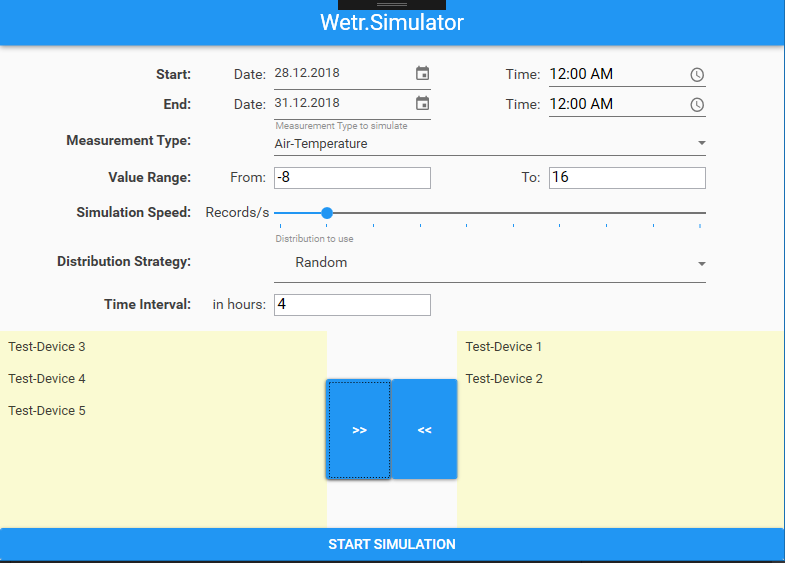 Wetr.Simulator
Start: Date: 28.12.2018 Time: 12:00 AM
End: Date: 31.12.2018 Time: 12:00 AM
Measurement Type to simulate
Measurement Type: Air-Temperature
Value Range: From: -8 To: 16
Simulation Speed: Records/s
Distribution to use
Distribution Strategy: Random
Time Interval: in hours: 4
Test-Device 3
Test-Device 4
Test-Device 5
>> <<
Test-Device 1
Test-Device 2
START SIMULATION